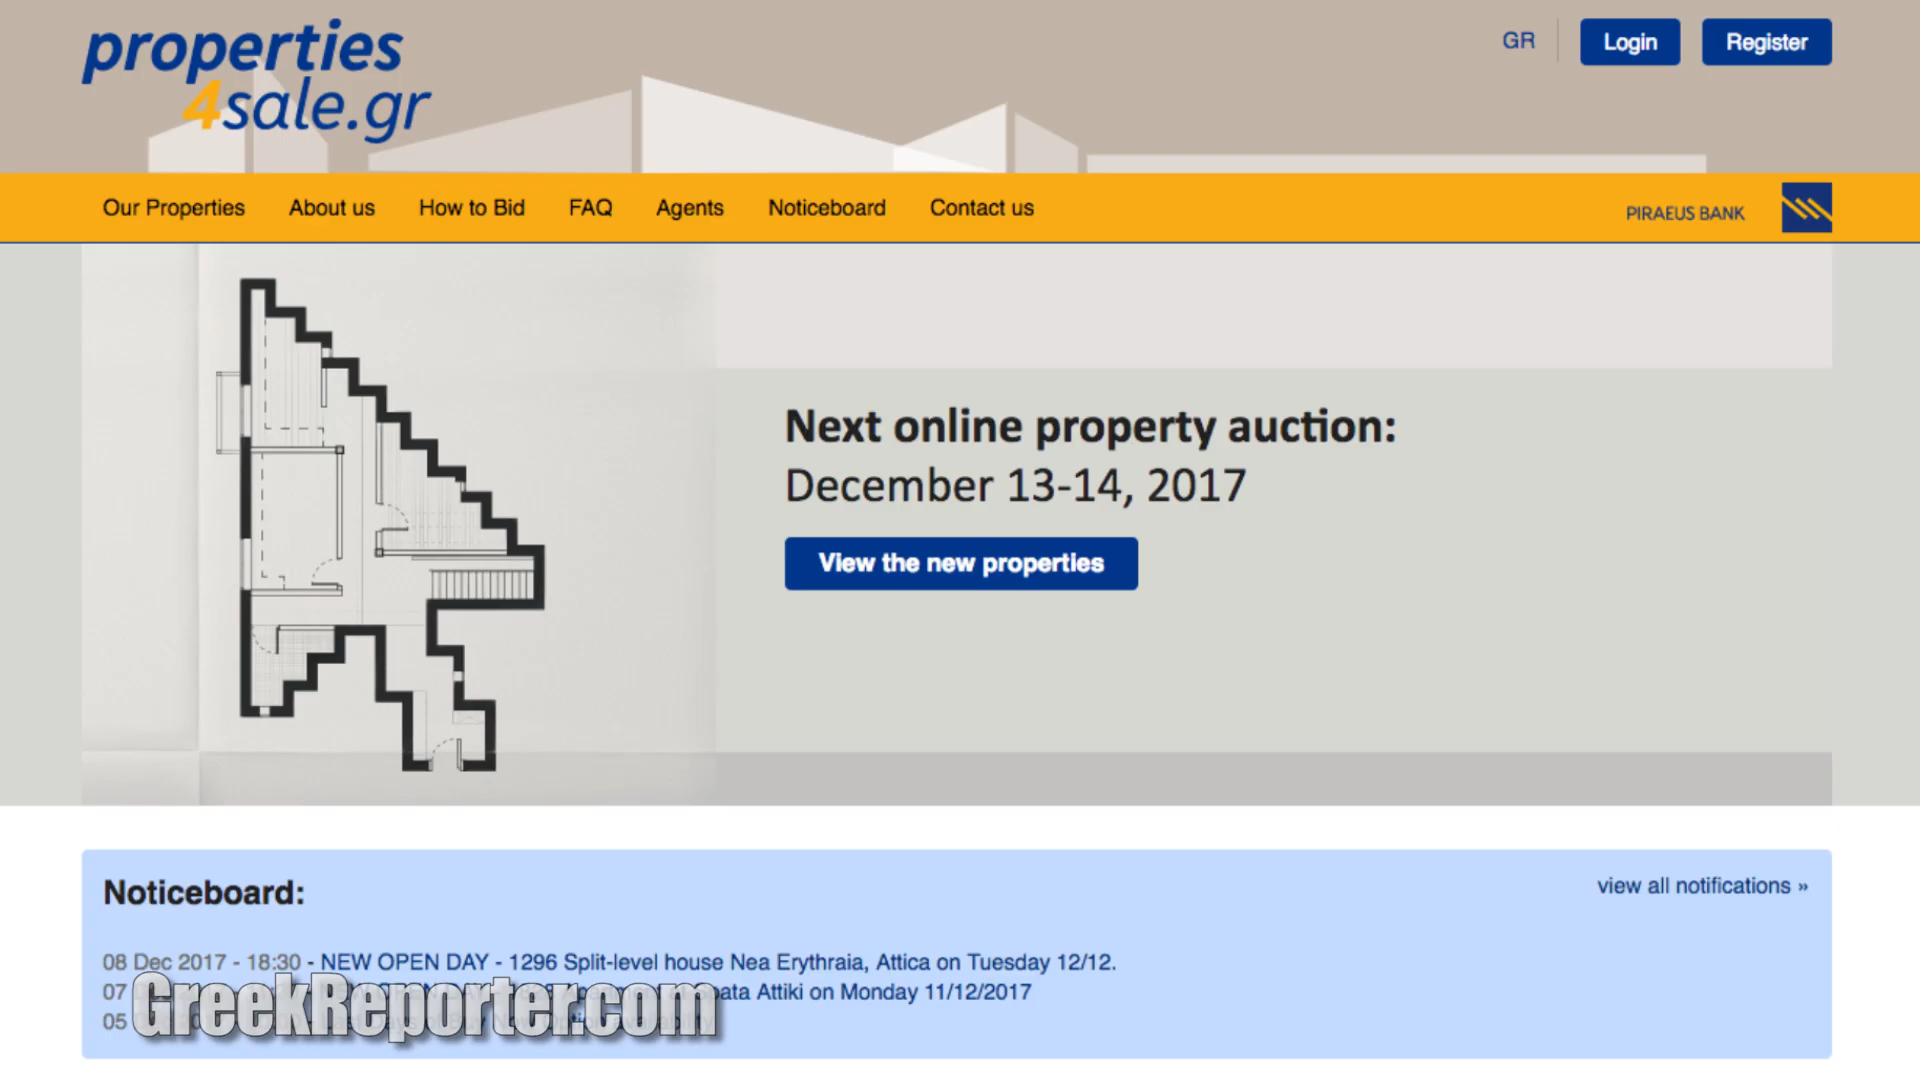 properties
4sale.gr
GR
Login
Register
Our Properties
About us
How to Bid
FAQ
Agents
Noticeboard
Contact us
PIRAEUS BANK
Next online property auction:
December 13-14, 2017
View the new properties
Noticeboard:
view all notifications »
08 Dec 2017 - 18:30 - NEW OPEN DAY - 1296 Split-level house Nea Erythraia, Attica on Tuesday 12/12.
07 Spata Attiki on Monday 11/12/2017
05
GreekReporter.com